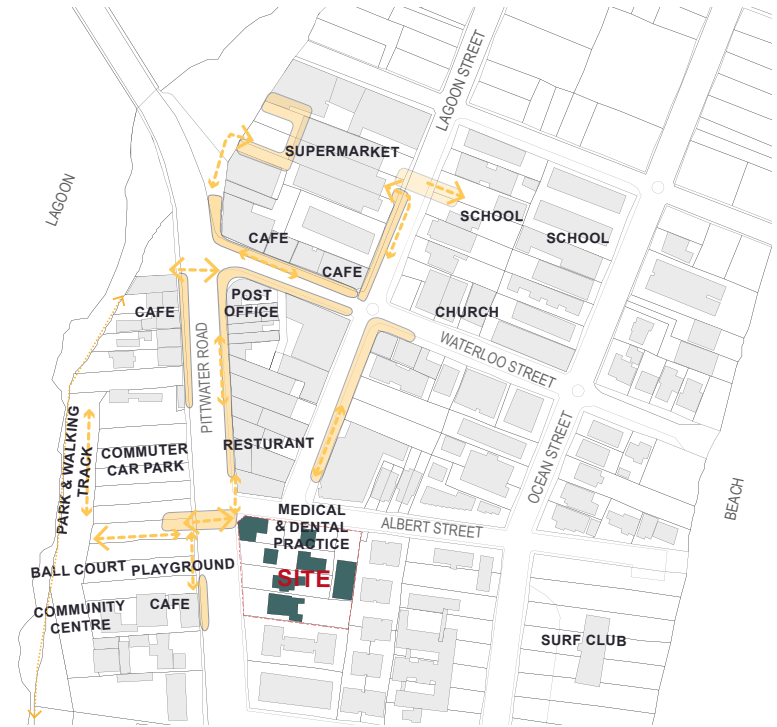 LAGOON STREET
SUPERMARKET
LAGOON
SCHOOL
SCHOOL
CAFE
CAFE
POST
OFFICE
CAFE
CHURCH
WATERLOO STREET
PITTWATER ROAD
PARK & WALKING
TRACK
COMMUTER
CAR PARK
RESTURANT
OCEAN STREET
BEACH
MEDICAL
& DENTAL
PRACTICE
ALBERT STREET
BALL COURT
PLAYGROUND
SITE
COMMUNITY
CENTRE
CAFE
SURF CLUB